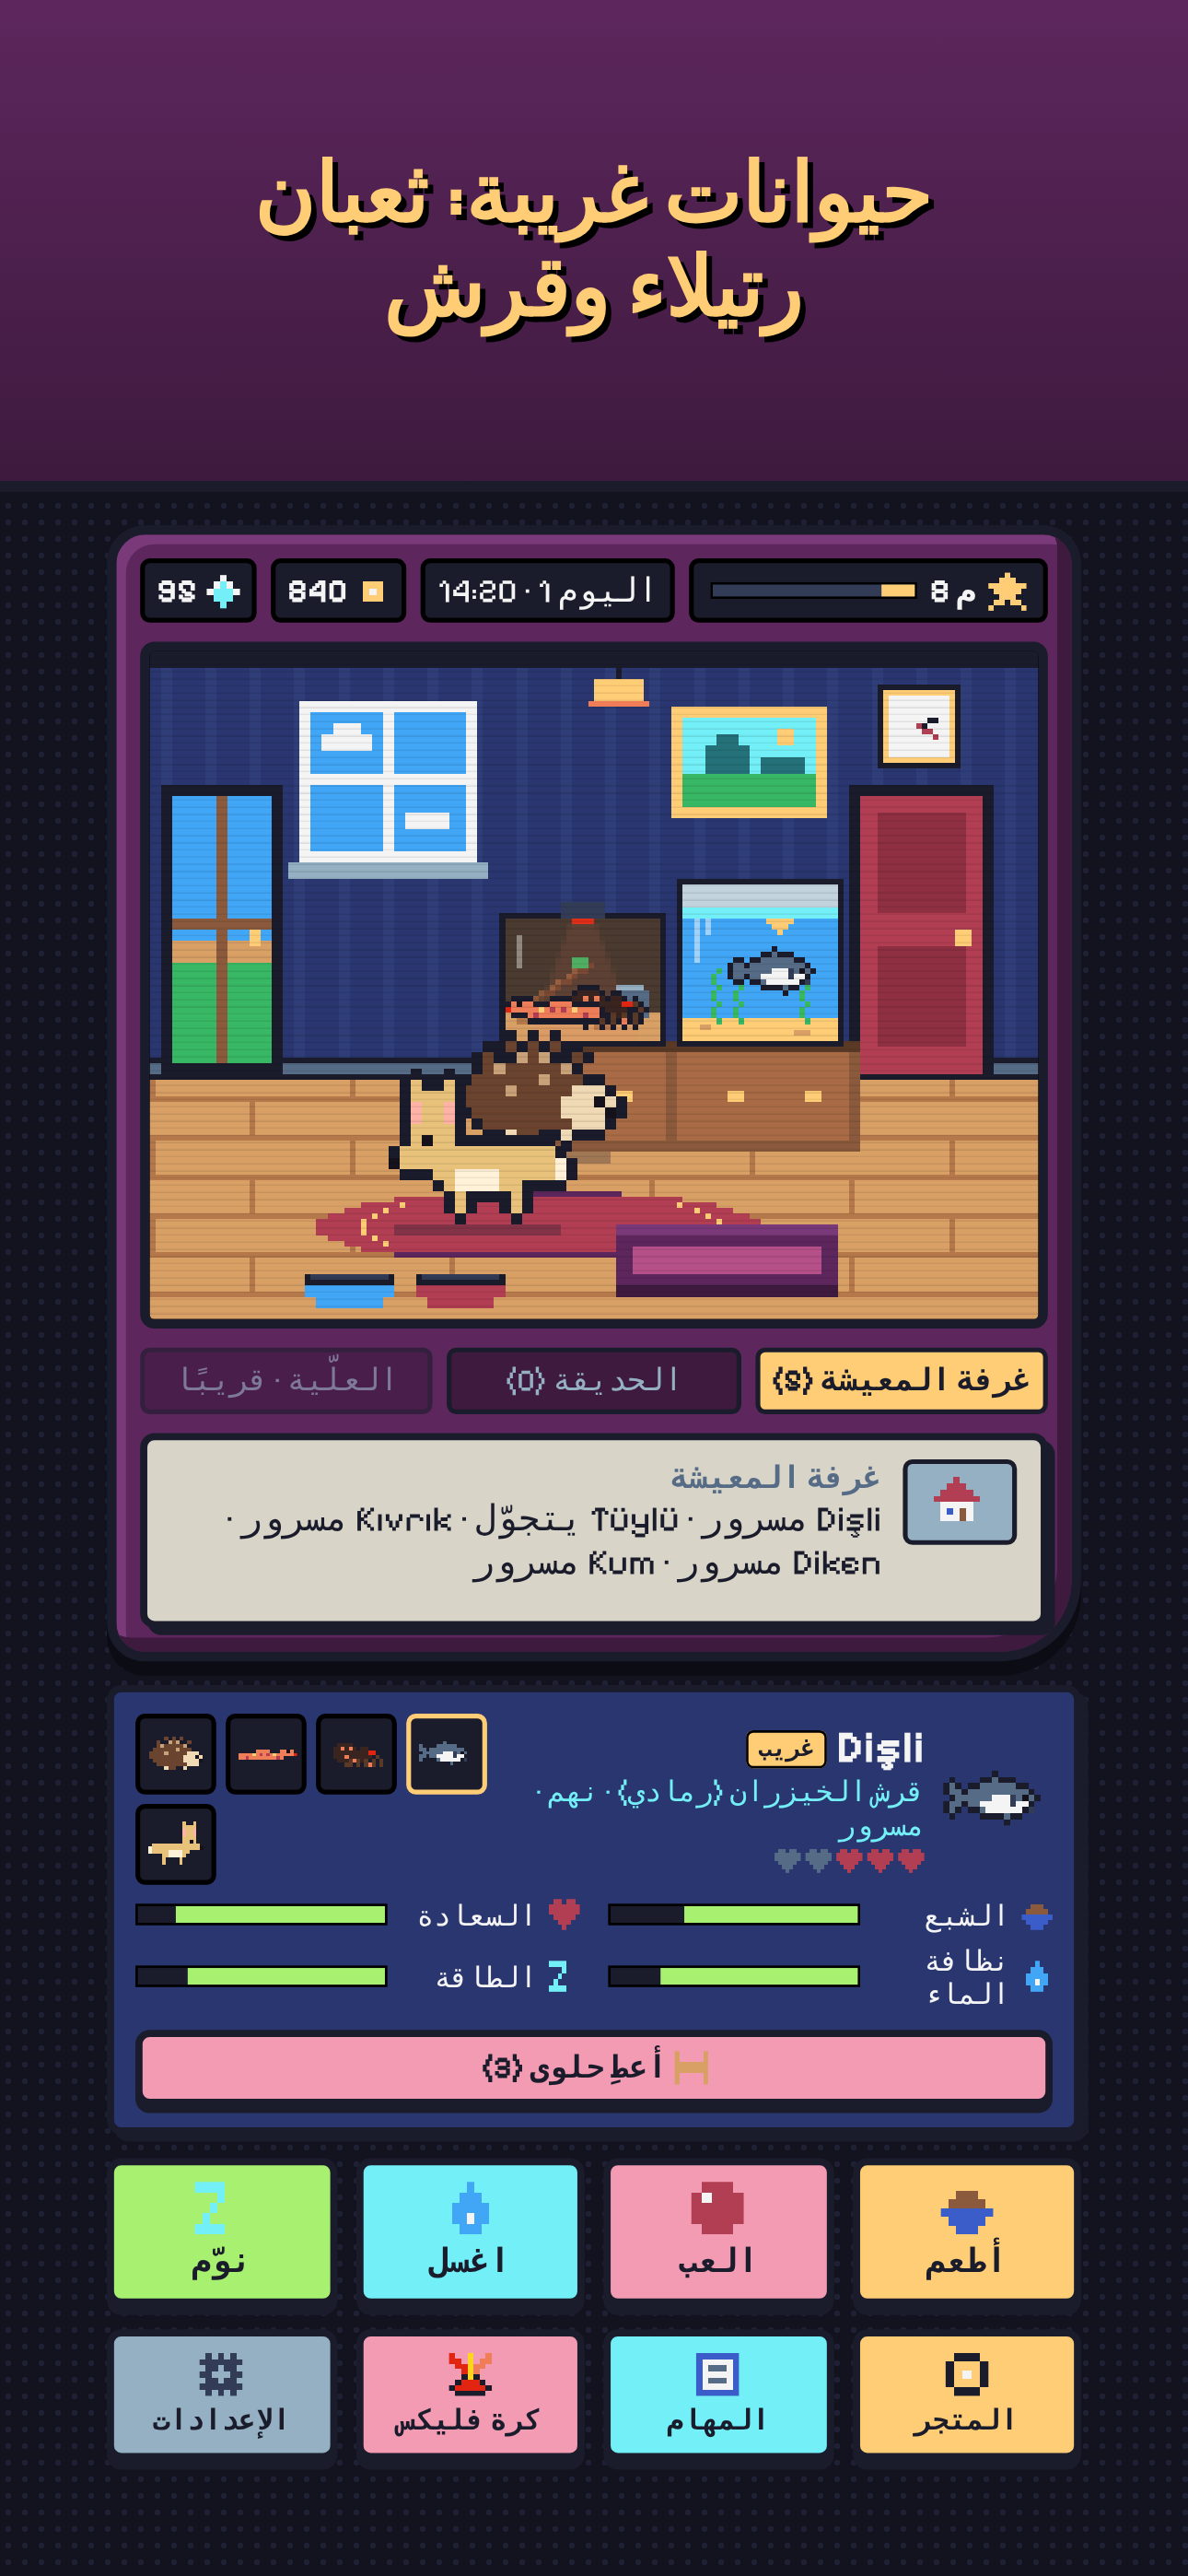 حيوانات غريبة: ثعبان
رتيلاء وقرش
م 8
اليوم 1 · 14:20
840
95
غرفة المعيشة (5)
الحديقة (0)
العلّية · قريبًا
غرفة المعيشة
Dişli مسرور · Tüylü يتجوّل · Kıvrık مسرور ·
Diken مسرور · Kum مسرور
Dişli غريب
قرش الخيزران (رمادي) · نهم ·
مسرور
الشبع
السعادة
نظافة
الماء
الطاقة
أعطِ حلوى (3)
أطعم
العب
اغسل
نوّم
المتجر
المهام
كرة فليكس
الإعدادات